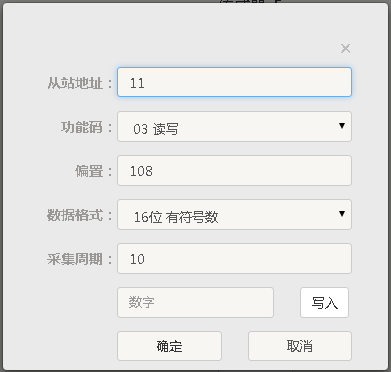 ×
从站地址： 11
功能码： 03 读写
偏置： 108
数据格式： 16位 有符号数
采集周期： 10
数字 写入
确定 取消